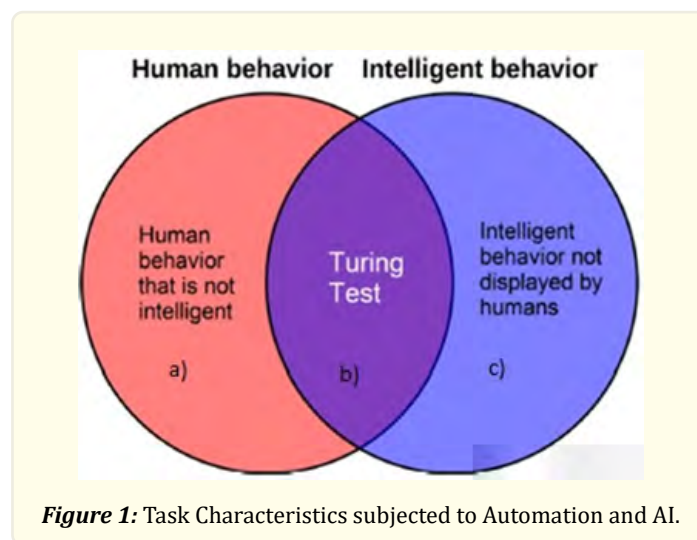 Human behavior Intelligent behavior
Human
behavior
that is not
intelligent
Turing
Test
Intelligent
behavior not
displayed by
humans
a)
b)
c)
Figure 1: Task Characteristics subjected to Automation and AI.